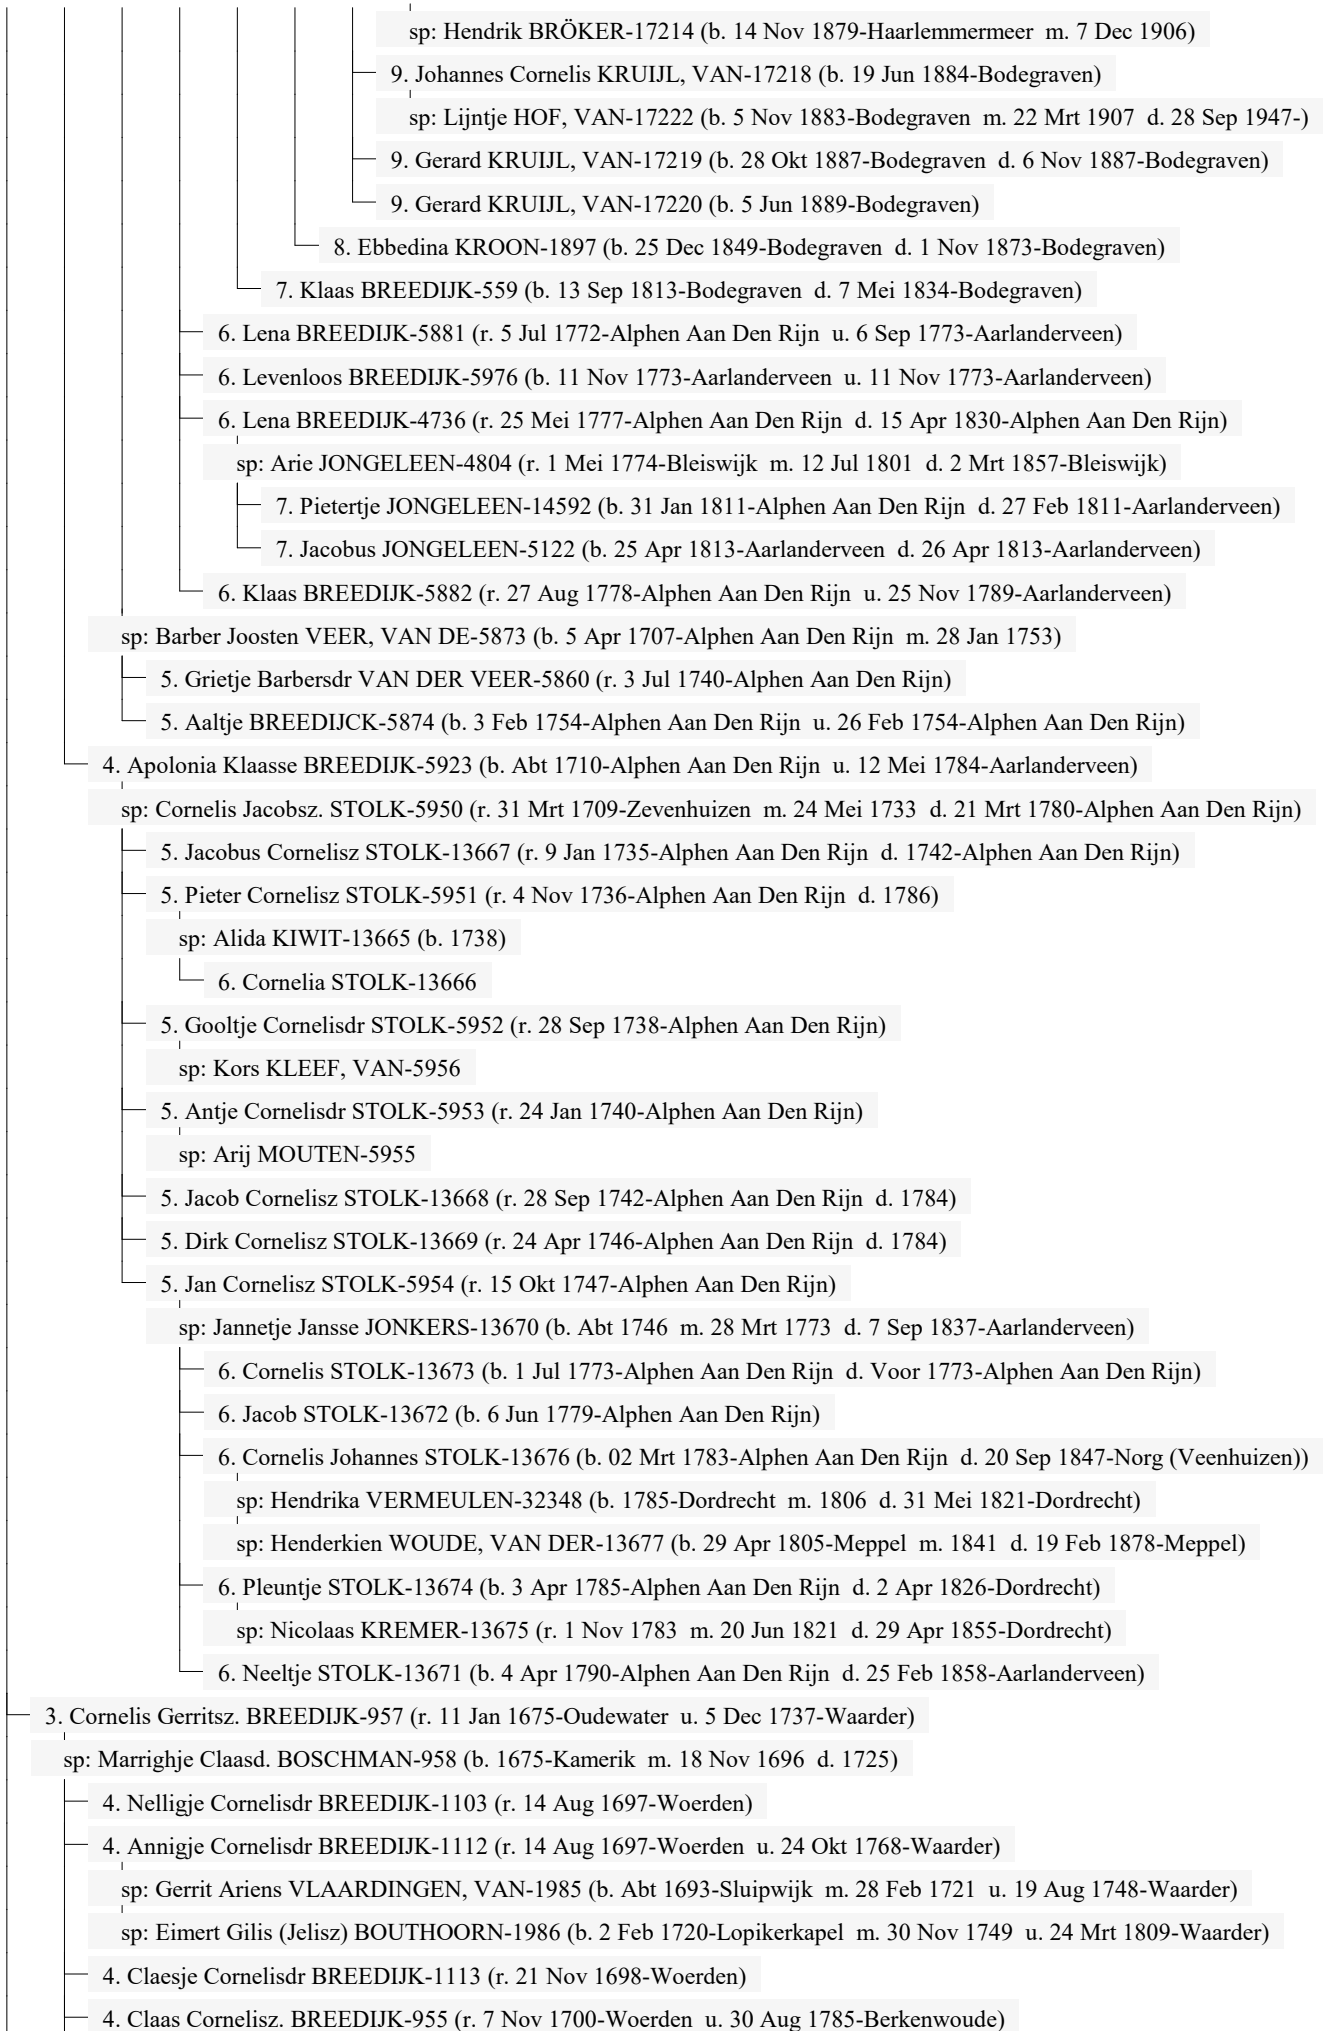 sp: Hendrik BRÖKER-17214 (b. 14 Nov 1879-Haarlemmermeer m. 7 Dec 1906)
9. Johannes Cornelis KRUIJL, VAN-17218 (b. 19 Jun 1884-Bodegraven)
sp: Lijntje HOF, VAN-17222 (b. 5 Nov 1883-Bodegraven m. 22 Mrt 1907 d. 28 Sep 1947-)
9. Gerard KRUIJL, VAN-17219 (b. 28 Okt 1887-Bodegraven d. 6 Nov 1887-Bodegraven)
9. Gerard KRUIJL, VAN-17220 (b. 5 Jun 1889-Bodegraven)
8. Ebbedina KROON-1897 (b. 25 Dec 1849-Bodegraven d. 1 Nov 1873-Bodegraven)
7. Klaas BREEDIJK-559 (b. 13 Sep 1813-Bodegraven d. 7 Mei 1834-Bodegraven)
6. Lena BREEDIJK-5881 (r. 5 Jul 1772-Alphen Aan Den Rijn u. 6 Sep 1773-Aarlanderveen)
6. Levenloos BREEDIJK-5976 (b. 11 Nov 1773-Aarlanderveen u. 11 Nov 1773-Aarlanderveen)
6. Lena BREEDIJK-4736 (r. 25 Mei 1777-Alphen Aan Den Rijn d. 15 Apr 1830-Alphen Aan Den Rijn)
sp: Arie JONGELEEN-4804 (r. 1 Mei 1774-Bleiswijk m. 12 Jul 1801 d. 2 Mrt 1857-Bleiswijk)
7. Pietertje JONGELEEN-14592 (b. 31 Jan 1811-Alphen Aan Den Rijn d. 27 Feb 1811-Aarlanderveen)
7. Jacobus JONGELEEN-5122 (b. 25 Apr 1813-Aarlanderveen d. 26 Apr 1813-Aarlanderveen)
6. Klaas BREEDIJK-5882 (r. 27 Aug 1778-Alphen Aan Den Rijn u. 25 Nov 1789-Aarlanderveen)
sp: Barber Joosten VEER, VAN DE-5873 (b. 5 Apr 1707-Alphen Aan Den Rijn m. 28 Jan 1753)
5. Grietje Barbersdr VAN DER VEER-5860 (r. 3 Jul 1740-Alphen Aan Den Rijn)
5. Aaltje BREEDIJCK-5874 (b. 3 Feb 1754-Alphen Aan Den Rijn u. 26 Feb 1754-Alphen Aan Den Rijn)
4. Apolonia Klaasse BREEDIJK-5923 (b. Abt 1710-Alphen Aan Den Rijn u. 12 Mei 1784-Aarlanderveen)
sp: Cornelis Jacobsz. STOLK-5950 (r. 31 Mrt 1709-Zevenhuizen m. 24 Mei 1733 d. 21 Mrt 1780-Alphen Aan Den Rijn)
5. Jacobus Cornelisz STOLK-13667 (r. 9 Jan 1735-Alphen Aan Den Rijn d. 1742-Alphen Aan Den Rijn)
5. Pieter Cornelisz STOLK-5951 (r. 4 Nov 1736-Alphen Aan Den Rijn d. 1786)
sp: Alida KIWIT-13665 (b. 1738)
6. Cornelia STOLK-13666
5. Gooltje Cornelisdr STOLK-5952 (r. 28 Sep 1738-Alphen Aan Den Rijn)
sp: Kors KLEEF, VAN-5956
5. Antje Cornelisdr STOLK-5953 (r. 24 Jan 1740-Alphen Aan Den Rijn)
sp: Arij MOUTEN-5955
5. Jacob Cornelisz STOLK-13668 (r. 28 Sep 1742-Alphen Aan Den Rijn d. 1784)
5. Dirk Cornelisz STOLK-13669 (r. 24 Apr 1746-Alphen Aan Den Rijn d. 1784)
5. Jan Cornelisz STOLK-5954 (r. 15 Okt 1747-Alphen Aan Den Rijn)
sp: Jannetje Jansse JONKERS-13670 (b. Abt 1746 m. 28 Mrt 1773 d. 7 Sep 1837-Aarlanderveen)
6. Cornelis STOLK-13673 (b. 1 Jul 1773-Alphen Aan Den Rijn d. Voor 1773-Alphen Aan Den Rijn)
6. Jacob STOLK-13672 (b. 6 Jun 1779-Alphen Aan Den Rijn)
6. Cornelis Johannes STOLK-13676 (b. 02 Mrt 1783-Alphen Aan Den Rijn d. 20 Sep 1847-Norg (Veenhuizen))
sp: Hendrika VERMEULEN-32348 (b. 1785-Dordrecht m. 1806 d. 31 Mei 1821-Dordrecht)
sp: Henderkien WOUDE, VAN DER-13677 (b. 29 Apr 1805-Meppel m. 1841 d. 19 Feb 1878-Meppel)
6. Pleuntje STOLK-13674 (b. 3 Apr 1785-Alphen Aan Den Rijn d. 2 Apr 1826-Dordrecht)
sp: Nicolaas KREMER-13675 (r. 1 Nov 1783 m. 20 Jun 1821 d. 29 Apr 1855-Dordrecht)
6. Neeltje STOLK-13671 (b. 4 Apr 1790-Alphen Aan Den Rijn d. 25 Feb 1858-Aarlanderveen)
3. Cornelis Gerritsz. BREEDIJK-957 (r. 11 Jan 1675-Oudewater u. 5 Dec 1737-Waarder)
sp: Marrighje Claasd. BOSCHMAN-958 (b. 1675-Kamerik m. 18 Nov 1696 d. 1725)
4. Nelligje Cornelisdr BREEDIJK-1103 (r. 14 Aug 1697-Woerden)
4. Annigje Cornelisdr BREEDIJK-1112 (r. 14 Aug 1697-Woerden u. 24 Okt 1768-Waarder)
sp: Gerrit Ariens VLAARDINGEN, VAN-1985 (b. Abt 1693-Sluipwijk m. 28 Feb 1721 u. 19 Aug 1748-Waarder)
sp: Eimert Gilis (Jelisz) BOUTHOORN-1986 (b. 2 Feb 1720-Lopikerkapel m. 30 Nov 1749 u. 24 Mrt 1809-Waarder)
4. Claesje Cornelisdr BREEDIJK-1113 (r. 21 Nov 1698-Woerden)
4. Claas Cornelisz. BREEDIJK-955 (r. 7 Nov 1700-Woerden u. 30 Aug 1785-Berkenwoude)